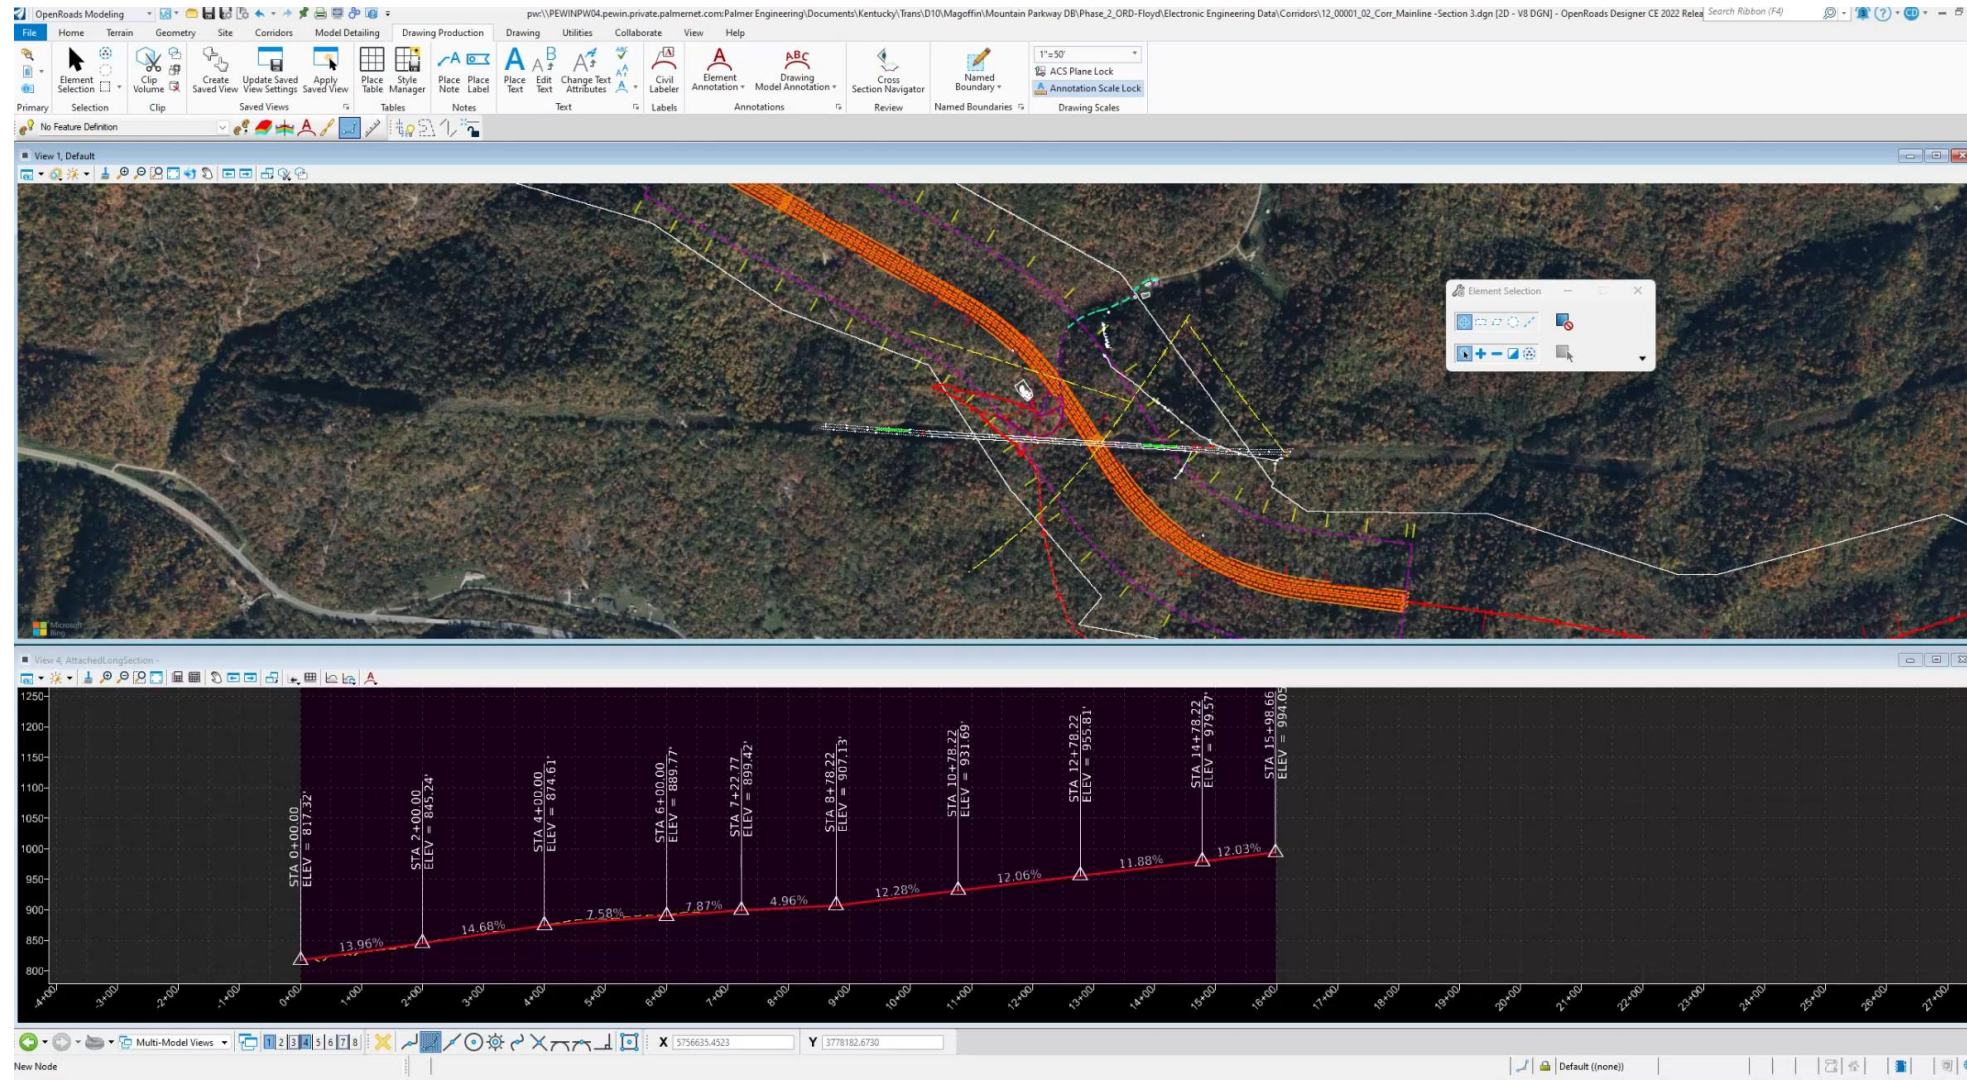 OpenRoads Modeling
pw:\\PEWINPW04.pewin.private.palmernet.com:Palmer Engineering\Documents\Kentucky\Trans\D10\Magoffin\Mountain Parkway DB\Phase_2_ORD-Floyd\Electronic Engineering Data\Corridors\12_00001_02_Corr_Mainline -Section 3.dgn [2D - V8 DGN] - OpenRoads Designer CE 2022 Relea
Search Ribbon (F4)
CD
File Home Terrain Geometry Site Corridors Model Detailing Drawing Production Drawing Utilities Collaborate View Help
Element Selection
Clip Volume
Create Saved View
Update Saved View Settings
Apply Saved View
Place Table
Style Manager
Place Note
Place Label
Place Text
Edit Text
Change Text Attributes
Civil Labeler
Element Annotation
Drawing Model Annotation
Cross Section Navigator
Named Boundary
1"=50'
ACS Plane Lock
Annotation Scale Lock
Primary Selection Clip Saved Views Tables Notes Text Labels Annotations Review Named Boundaries Drawing Scales
No Feature Definition
View 1, Default
Element Selection
Microsoft
Bing
View 4, AttachedLongSection -
1250-
1200-
1150-
1100-
1050-
1000-
950-
900-
850-
800-
STA 0+00.00
ELEV = 817.32'
STA 2+00.00
ELEV = 845.24'
STA 4+00.00
ELEV = 874.61'
STA 6+00.00
ELEV = 889.77'
STA 7+22.77
ELEV = 899.42'
STA 8+78.22
ELEV = 907.13'
STA 10+78.22
ELEV = 931.69'
STA 12+78.22
ELEV = 955.81'
STA 14+78.22
ELEV = 979.57'
STA 15+98.66
ELEV = 994.05
13.96% 14.68% 7.58% 7.87% 4.96% 12.28% 12.06% 11.88% 12.03%
-4+00 -3+00 -2+00 -1+00 0+00 1+00 2+00 3+00 4+00 5+00 6+00 7+00 8+00 9+00 10+00 11+00 12+00 13+00 14+00 15+00 16+00 17+00 18+00 19+00 20+00 21+00 22+00 23+00 24+00 25+00 26+00 27+00
Multi-Model Views 1 2 3 4 5 6 7 8 X 5756635.4523 Y 3778182.6730
New Node
Default ((none))